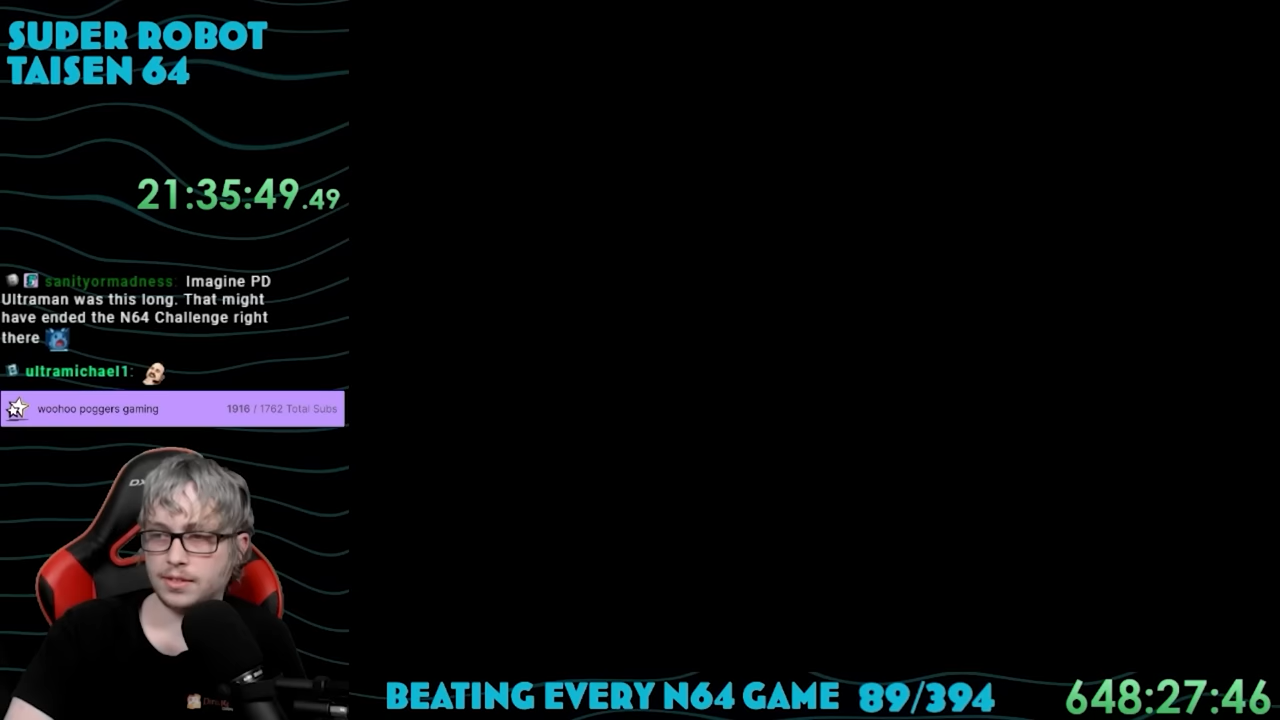 SUPER ROBOT
TAISEN 64
21:35:49.49
sanityormadness: Imagine PD
Ultraman was this long. That might
have ended the N64 Challenge right
there
ultramichael1:
woohoo poggers gaming 1916 / 1762 Total Subs
BEATING EVERY N64 GAME 89/394 648:27:46